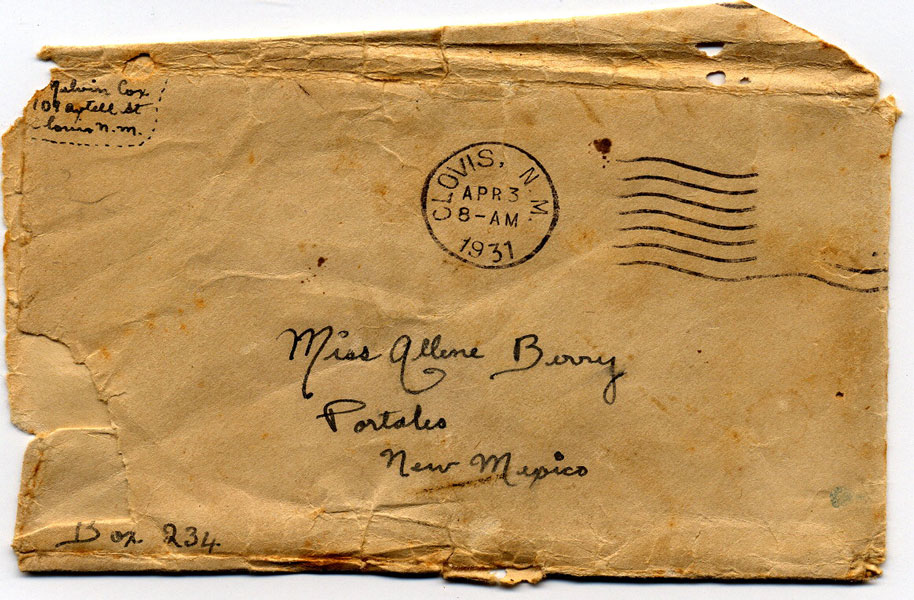 Melvin Cox
109 Axtell St
Clovis N.M.
CLOVIS, N.M.
APR 3
8-AM
1931
Miss Allene Berry
Portales
New Mexico
Box 234